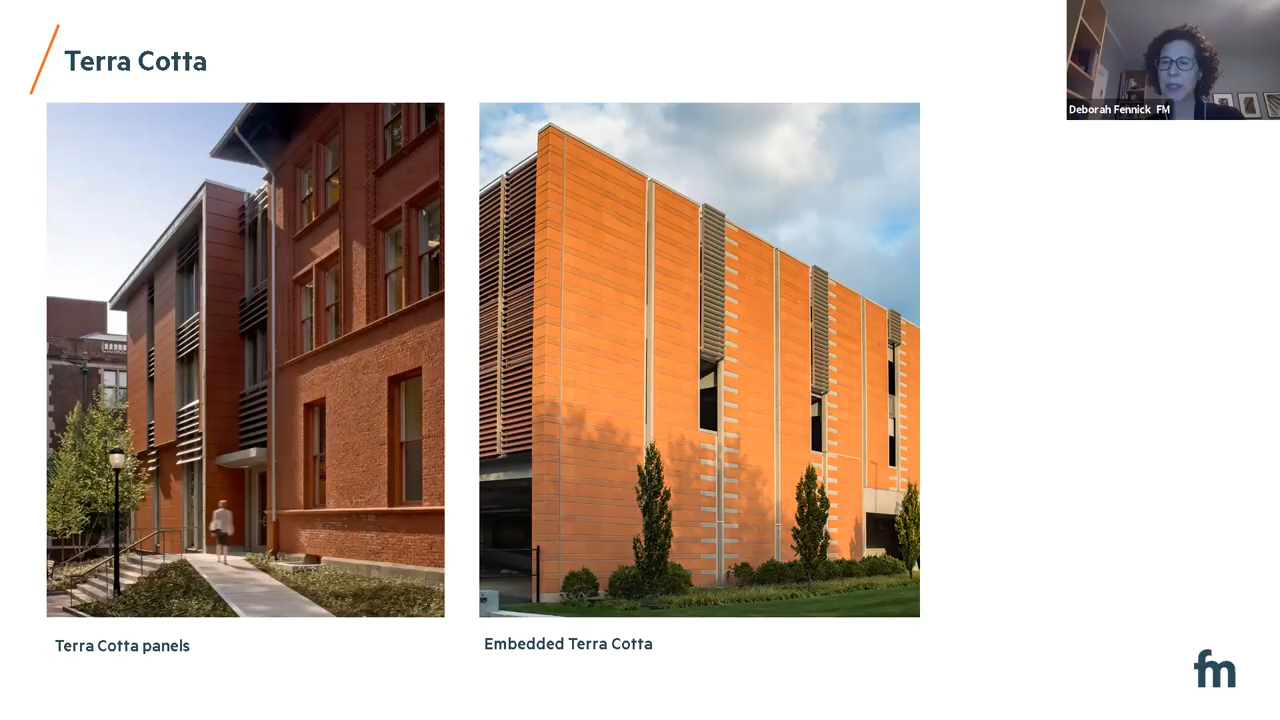 Terra Cotta
Deborah Fennick FM
Terra Cotta panels
Embedded Terra Cotta
fm